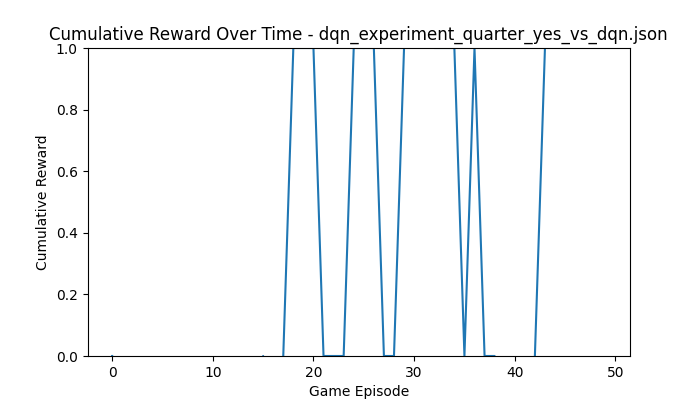 Cumulative Reward Over Time - dqn_experiment_quarter_yes_vs_dqn.json
1.0
0.8
0.6
0.4
0.2
0.0
Cumulative Reward
0 10 20 30 40 50
Game Episode